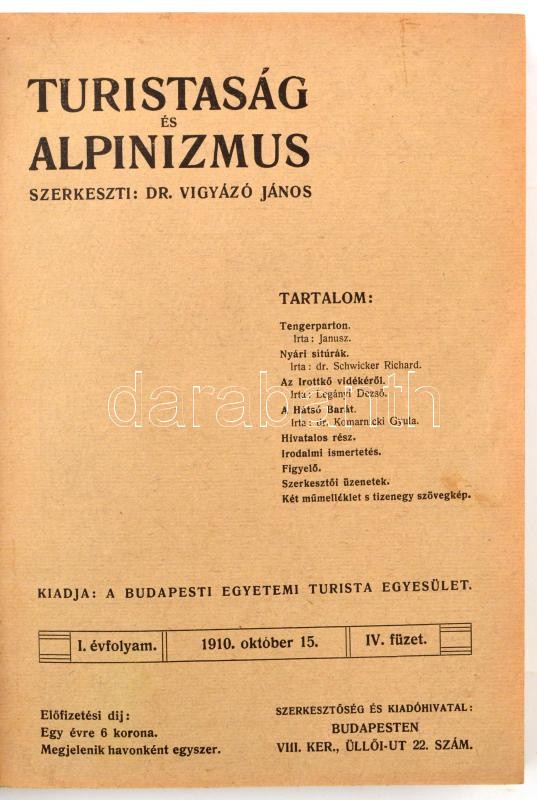 TURISTASÁG
ÉS
ALPINIZMUS
SZERKESZTI: DR. VIGYÁZÓ JÁNOS
TARTALOM:
Tengerparton.
Irta: Janusz.
Nyári sitúrák.
Irta: dr. Schwicker Richard.
Az Irottkő vidékéről.
Irta: Legányi Dezső.
A Hátsó Barát.
Irta: dr. Komarnicki Gyula.
Hivatalos rész.
Irodalmi ismertetés.
Figyelő.
Szerkesztői üzenetek.
Két műmelléklet s tizenegy szövegkép.
darabanth
KIADJA: A BUDAPESTI EGYETEMI TURISTA EGYESÜLET.
I. évfolyam. 1910. október 15. IV. füzet.
Előfizetési dij:
Egy évre 6 korona.
Megjelenik havonként egyszer.
SZERKESZTŐSÉG ÉS KIADÓHIVATAL:
BUDAPESTEN
VIII. KER., ÜLLŐI-UT 22. SZÁM.